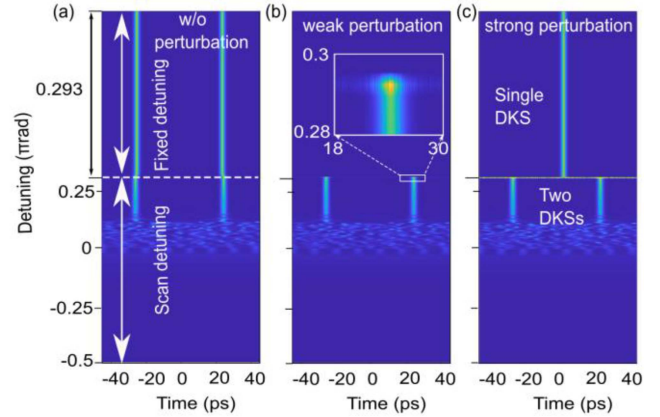 (a)
w/o
perturbation
(b)
weak perturbation
(c)
strong perturbation
Detuning (πrad)
0.293
0.25
0
-0.25
-0.5
Fixed detuning
Scan detuning
0.3
0.28
18
30
Single
DKS
Two
DKSs
-40 -20 0 20 40
-40 -20 0 20 40
-40 -20 0 20 40
Time (ps)
Time (ps)
Time (ps)